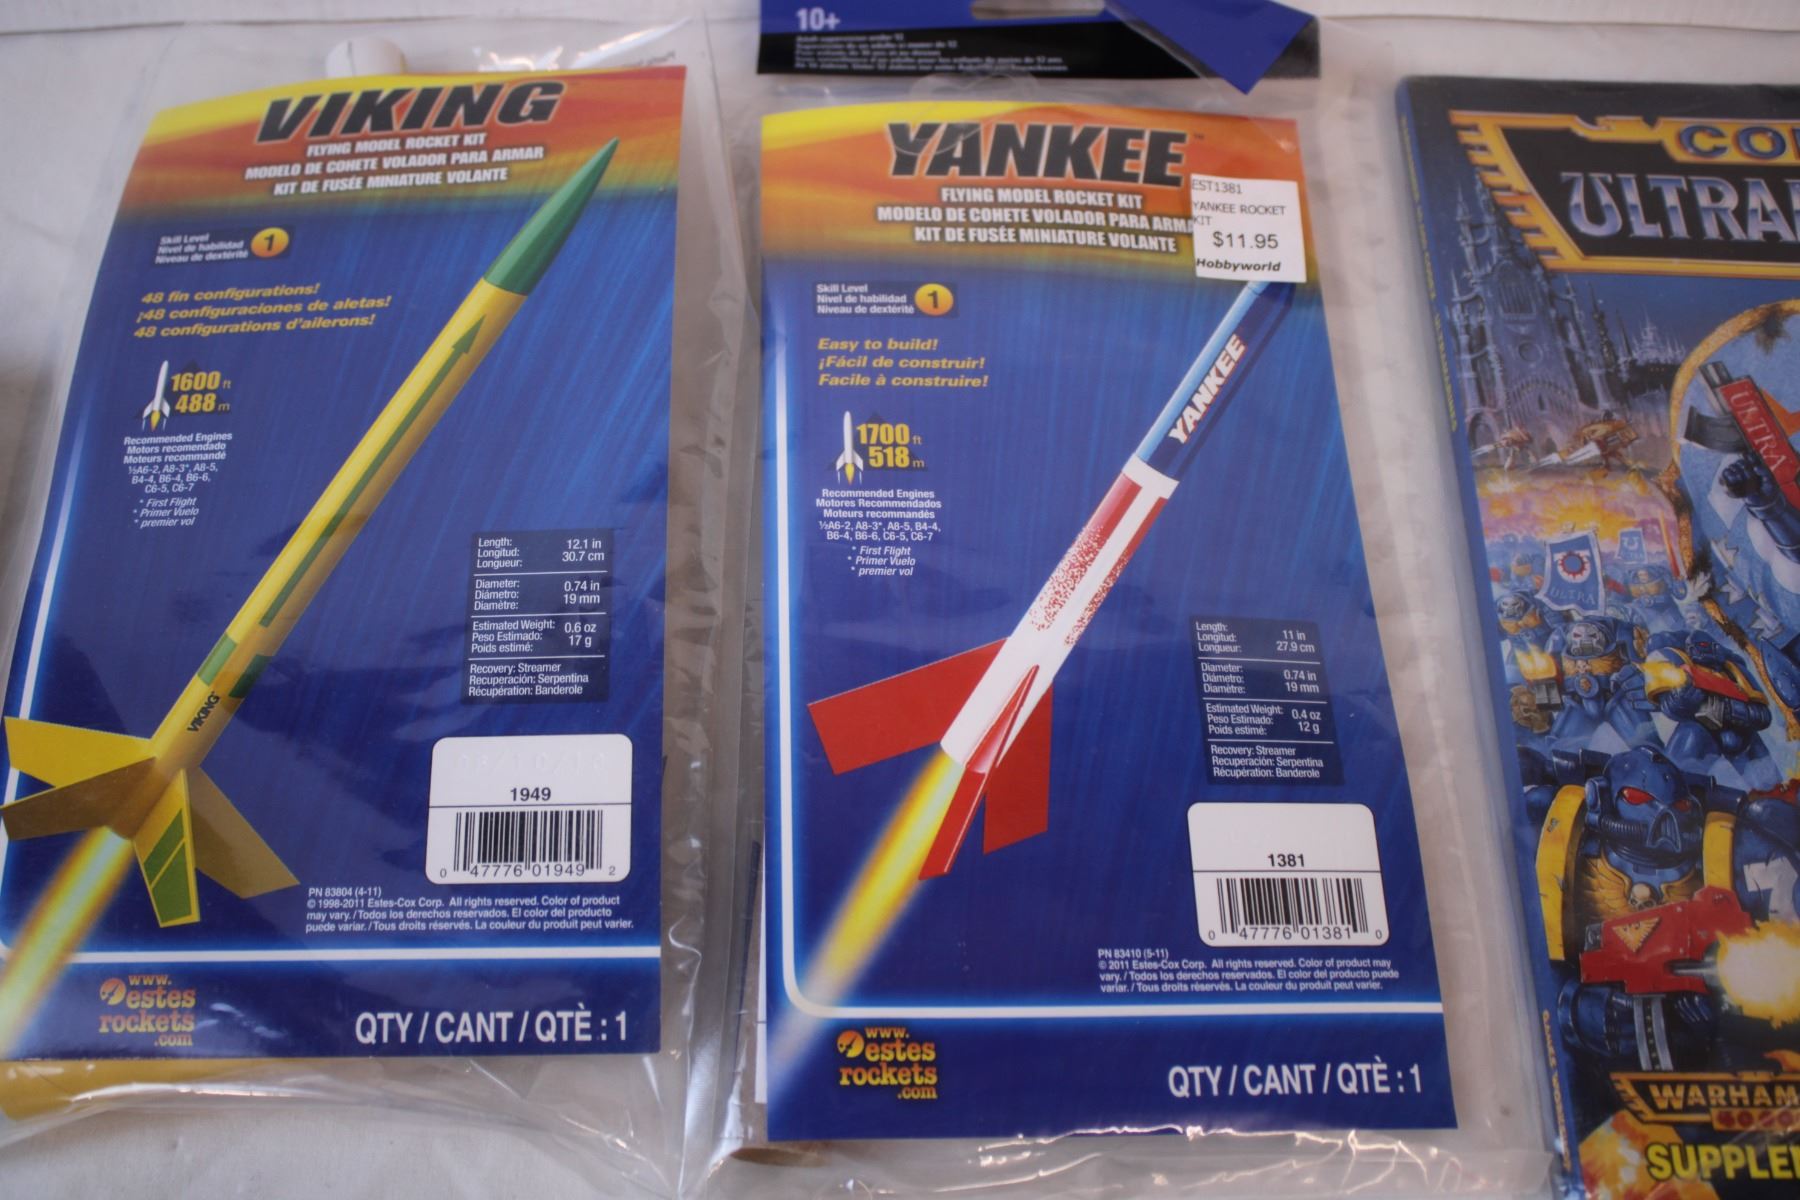 VIKING
FLYING MODEL ROCKET KIT
MODELO DE COHETE VOLADOR PARA ARMAR
KIT DE FUSÉE MINIATURE VOLANTE
Skill Level
Nivel de habilidad
Niveau de dextérité
1
48 fin configurations!
¡48 configuraciones de aletas!
48 configurations d'ailerons!
1600 ft
488 m
Recommended Engines
Motors recomendado
Moteurs recommandé
½A6-2, A8-3*, A8-5,
B4-4, B6-4, B6-6,
C6-5, C6-7
* First Flight
* Primer Vuelo
* premier vol
Length:
Longitud:
Longueur:
12.1 in
30.7 cm
Diameter:
Diámetro:
Diamètre:
0.74 in
19 mm
Estimated Weight:
Peso Estimado:
Poids estimé:
0.6 oz
17 g
Recovery: Streamer
Recuperación: Serpentina
Récupération: Banderole
VIKING
1949
0 47776 01949 2
PN 83804 (4-11)
© 1998-2011 Estes-Cox Corp. All rights reserved. Color of product
may vary. / Todos los derechos reservados. El color del producto
puede variar. / Tous droits réservés. La couleur du produit peut varier.
www.
estes
rockets
.com
QTY / CANT / QTÈ : 1
10+
YANKEE™
FLYING MODEL ROCKET KIT
MODELO DE COHETE VOLADOR PARA ARMA
KIT DE FUSÉE MINIATURE VOLANTE
EST1381
YANKEE ROCKET
KIT
$11.95
Hobbyworld
Skill Level
Nivel de habilidad
Niveau de dextérité
1
Easy to build!
¡Fácil de construir!
Facile à construire!
1700 ft
518 m
Recommended Engines
Motores Recomendados
Moteurs recommandés
½A6-2, A8-3*, A8-5, B4-4,
B6-4, B6-6, C6-5, C6-7
* First Flight
* Primer Vuelo
* premier vol
YANKEE
Length:
Longitud:
Longueur:
11 in
27.9 cm
Diameter:
Diámetro:
Diamètre:
0.74 in
19 mm
Estimated Weight:
Peso Estimado:
Poids estimé:
0.4 oz
12 g
Recovery: Streamer
Recuperación: Serpentina
Récupération: Banderole
1381
0 47776 01381 0
PN 83410 (5-11)
© 2011 Estes-Cox Corp. All rights reserved. Color of product may
vary. / Todos los derechos reservados. El color del producto puede
variar. / Tous droits réservés. La couleur du produit peut varier.
www.
estes
rockets
.com
QTY / CANT / QTÈ : 1
CO
ULTRA
ULTRA
ULTRA
WARHAM
SUPPLE